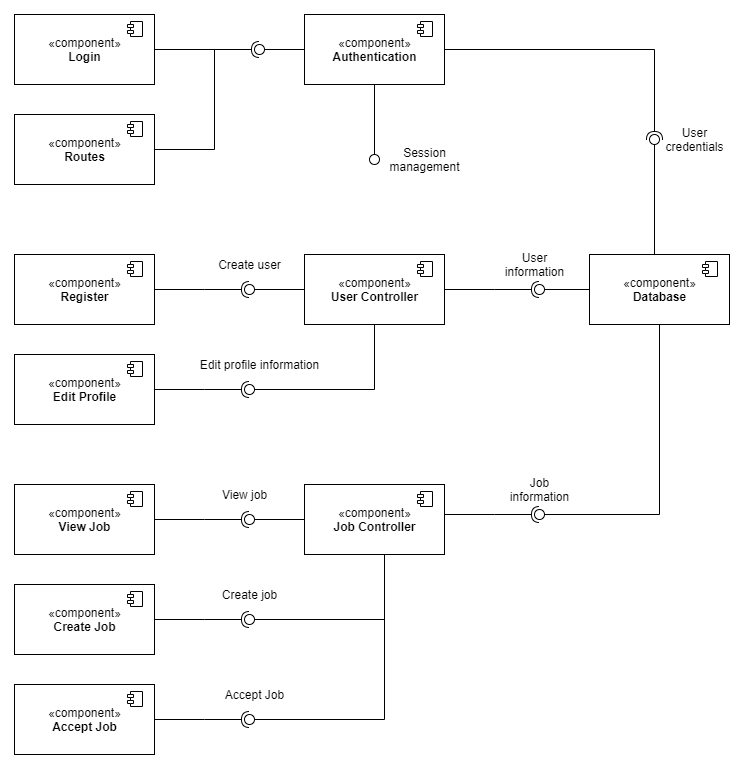 «component»
Login
«component»
Authentication
«component»
Routes
User
credentials
Session
management
«component»
Register
Create user
«component»
User Controller
User
information
«component»
Database
«component»
Edit Profile
Edit profile information
«component»
View Job
View job
«component»
Job Controller
Job
information
«component»
Create Job
Create job
«component»
Accept Job
Accept Job